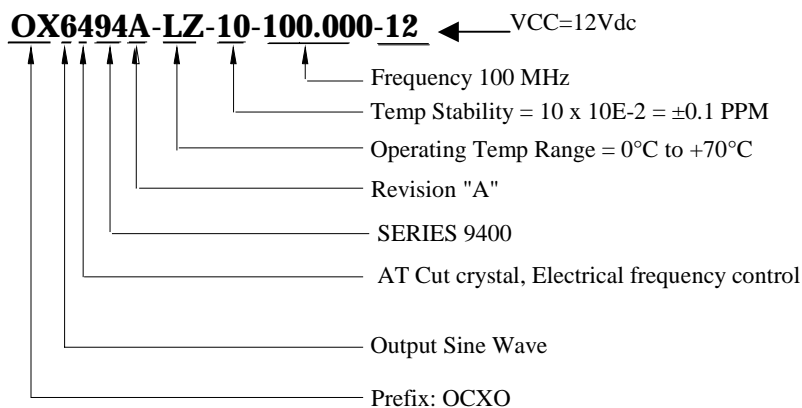 OX6494A-LZ-10-100.000-12
VCC=12Vdc
Frequency 100 MHz
Temp Stability = 10 x 10E-2 = ±0.1 PPM
Operating Temp Range = 0°C to +70°C
Revision "A"
SERIES 9400
AT Cut crystal, Electrical frequency control
Output Sine Wave
Prefix: OCXO